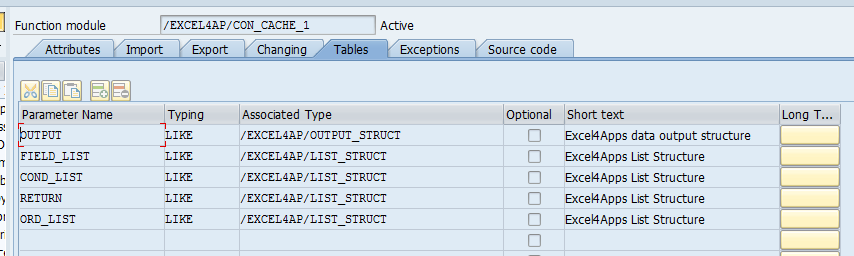 Function module /EXCEL4AP/CON_CACHE_1 Active
Attributes Import Export Changing Tables Exceptions Source code
Parameter Name Typing Associated Type Optional Short text Long T...
OUTPUT LIKE /EXCEL4AP/OUTPUT_STRUCT Excel4Apps data output structure
FIELD_LIST LIKE /EXCEL4AP/LIST_STRUCT Excel4Apps List Structure
COND_LIST LIKE /EXCEL4AP/LIST_STRUCT Excel4Apps List Structure
RETURN LIKE /EXCEL4AP/LIST_STRUCT Excel4Apps List Structure
ORD_LIST LIKE /EXCEL4AP/LIST_STRUCT Excel4Apps List Structure